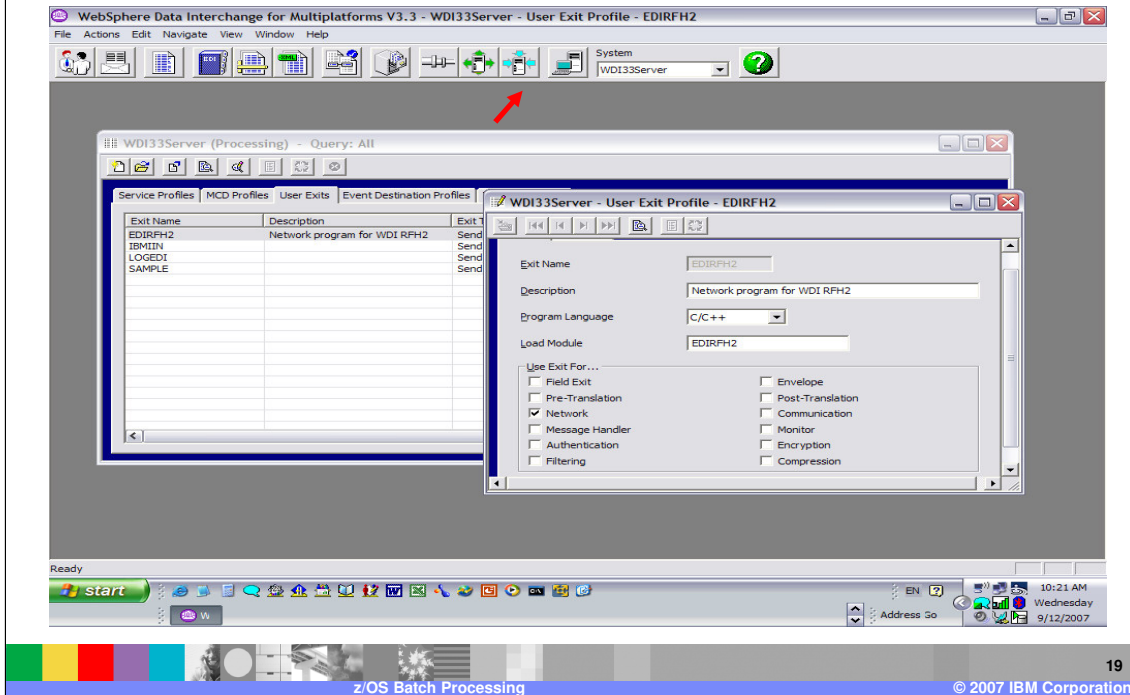 WebSphere Data Interchange for Multiplatforms V3.3 - WDI33Server - User Exit Profile - EDIRFH2
File Actions Edit Navigate View Window Help
System
WDI33Server
WDI33Server (Processing) - Query: All
Service Profiles MCD Profiles User Exits Event Destination Profiles
Exit Name Description Exit T
EDIRFH2 Network program for WDI RFH2 Send
IBMIIN Send
LOGEDI Send
SAMPLE Send
WDI33Server - User Exit Profile - EDIRFH2
Exit Name EDIRFH2
Description Network program for WDI RFH2
Program Language C/C++
Load Module EDIRFH2
Use Exit For...
Field Exit Envelope
Pre-Translation Post-Translation
Network Communication
Message Handler Monitor
Authentication Encryption
Filtering Compression
Ready
start
W
EN
Address Go
10:21 AM
Wednesday
9/12/2007
19
z/OS Batch Processing © 2007 IBM Corporation